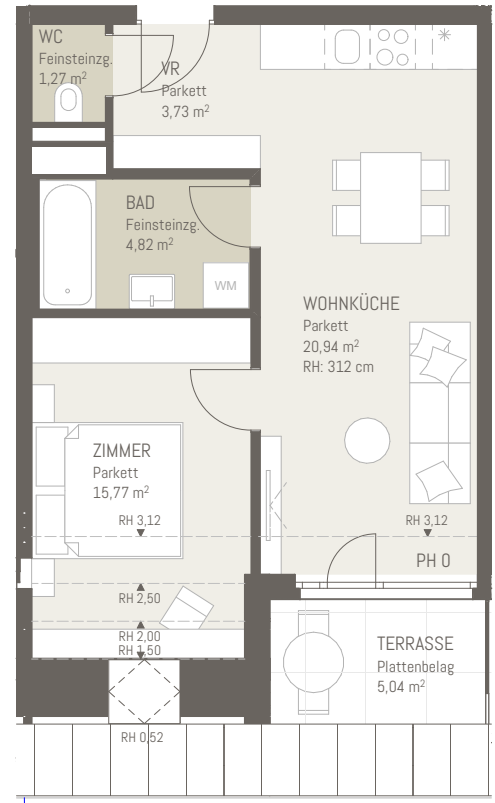 WC
Feinsteinzg.
1,27 m²
VR
Parkett
3,73 m²
BAD
Feinsteinzg.
4,82 m²
WM
WOHNKÜCHE
Parkett
20,94 m²
RH: 312 cm
ZIMMER
Parkett
15,77 m²
RH 3,12
RH 3,12
PH 0
RH 2,50
RH 2,00
RH 1,50
TERRASSE
Plattenbelag
5,04 m²
RH 0,52